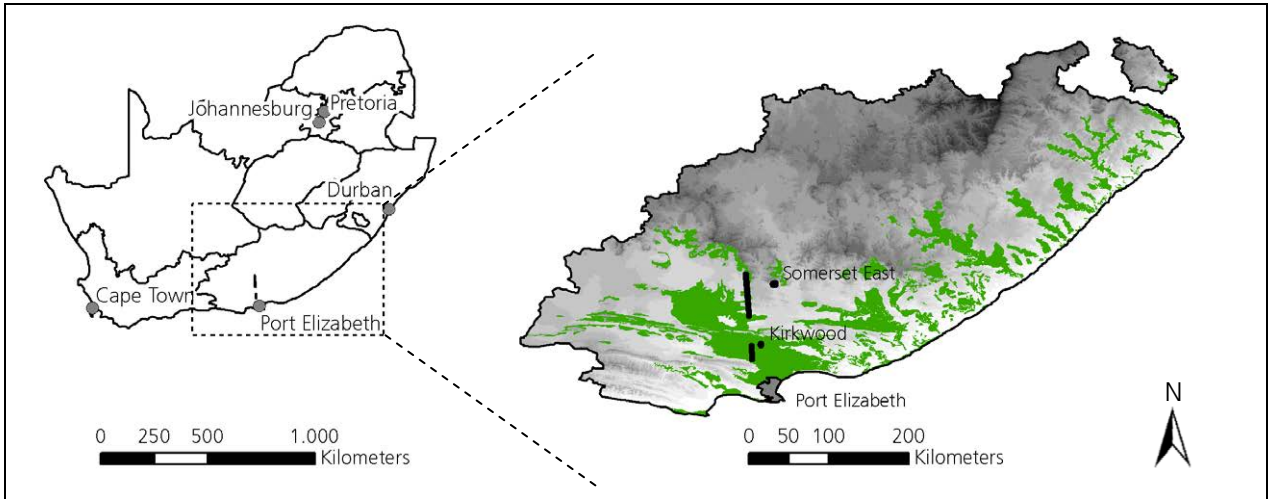 Johannesburg
Pretoria
Durban
Cape Town
Port Elizabeth
0 250 500 1.000
Kilometers
Somerset East
Kirkwood
Port Elizabeth
0 50 100 200
Kilometers
N